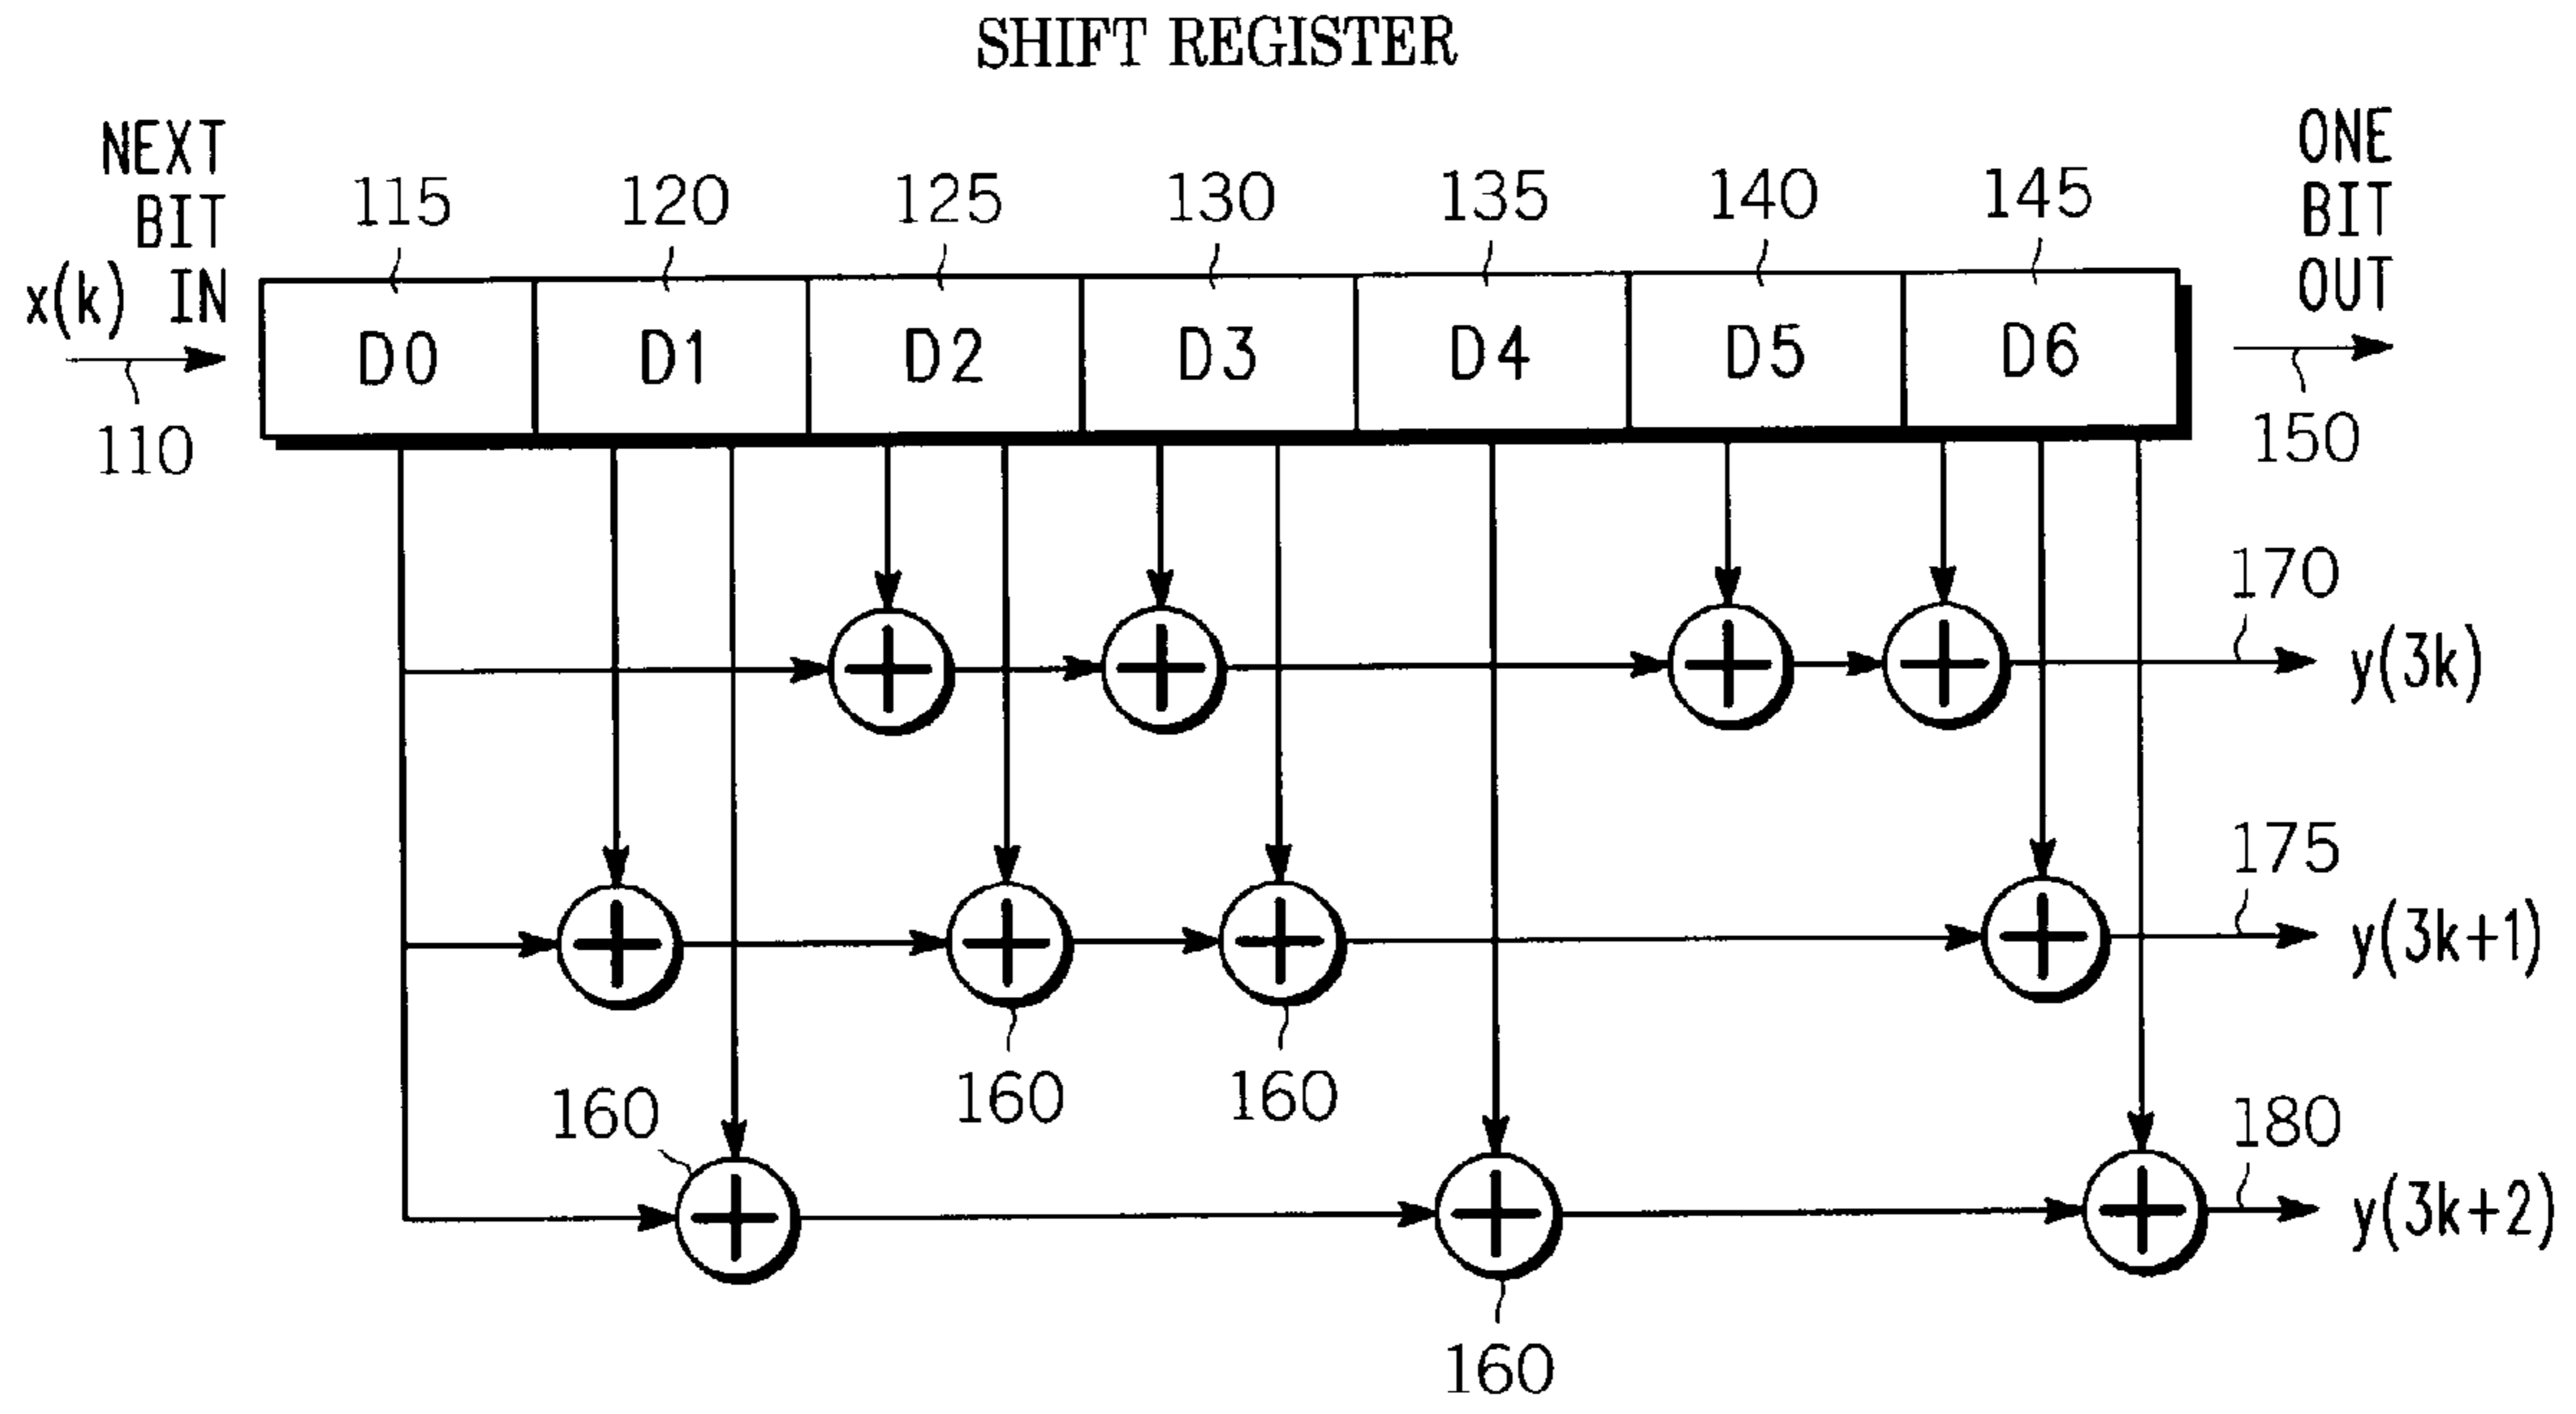 SHIFT REGISTER
NEXT
BIT
x(k) IN
110
115
120
125
130
135
140
145
ONE
BIT
OUT
150
D0
D1
D2
D3
D4
D5
D6
170
y(3k)
175
y(3k+1)
160
160
160
180
y(3k+2)
160